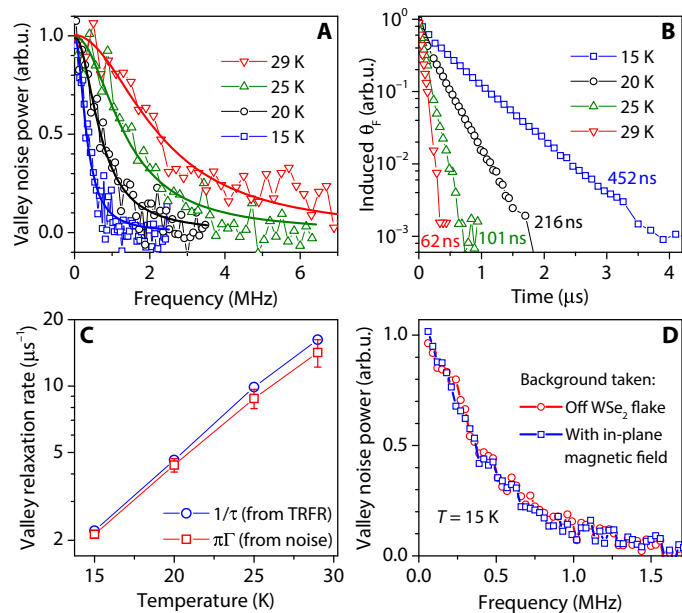 A
Valley noise power (arb.u.)
1.0
0.5
0.0
29 K
25 K
20 K
15 K
0 2 4 6
Frequency (MHz)
B
Induced θF (arb.u.)
10⁰
10⁻¹
10⁻²
10⁻³
15 K
20 K
25 K
29 K
452 ns
216 ns
62 ns
101 ns
0 1 2 3 4
Time (µs)
C
Valley relaxation rate (µs⁻¹)
20
10
5
2
1/τ (from TRFR)
πΓ (from noise)
15 20 25 30
Temperature (K)
D
Valley noise power (arb.u.)
1.0
0.5
0.0
Background taken:
Off WSe₂ flake
With in-plane
magnetic field
T = 15 K
0.0 0.5 1.0 1.5
Frequency (MHz)